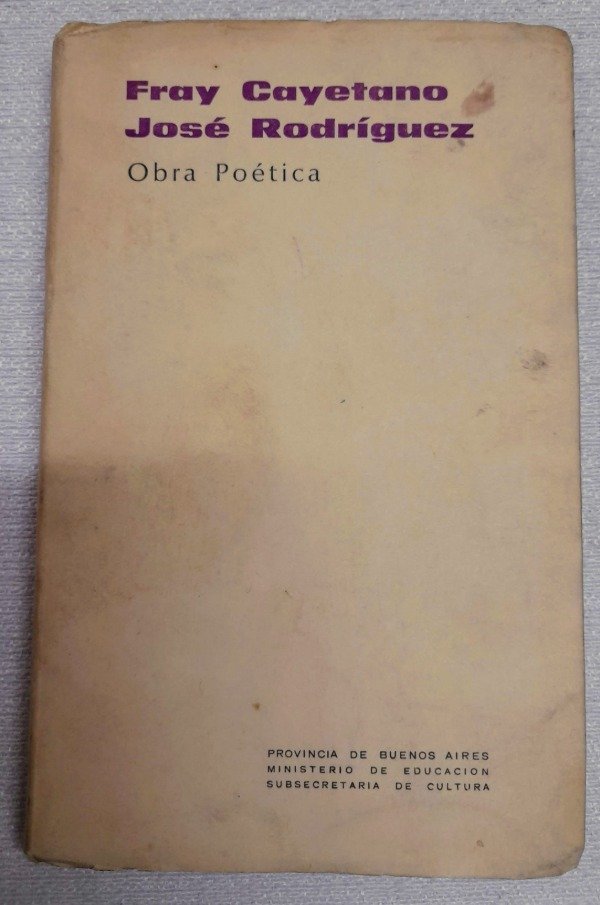 Fray Cayetano
José Rodríguez
Obra Poética
PROVINCIA DE BUENOS AIRES
MINISTERIO DE EDUCACION
SUBSECRETARIA DE CULTURA